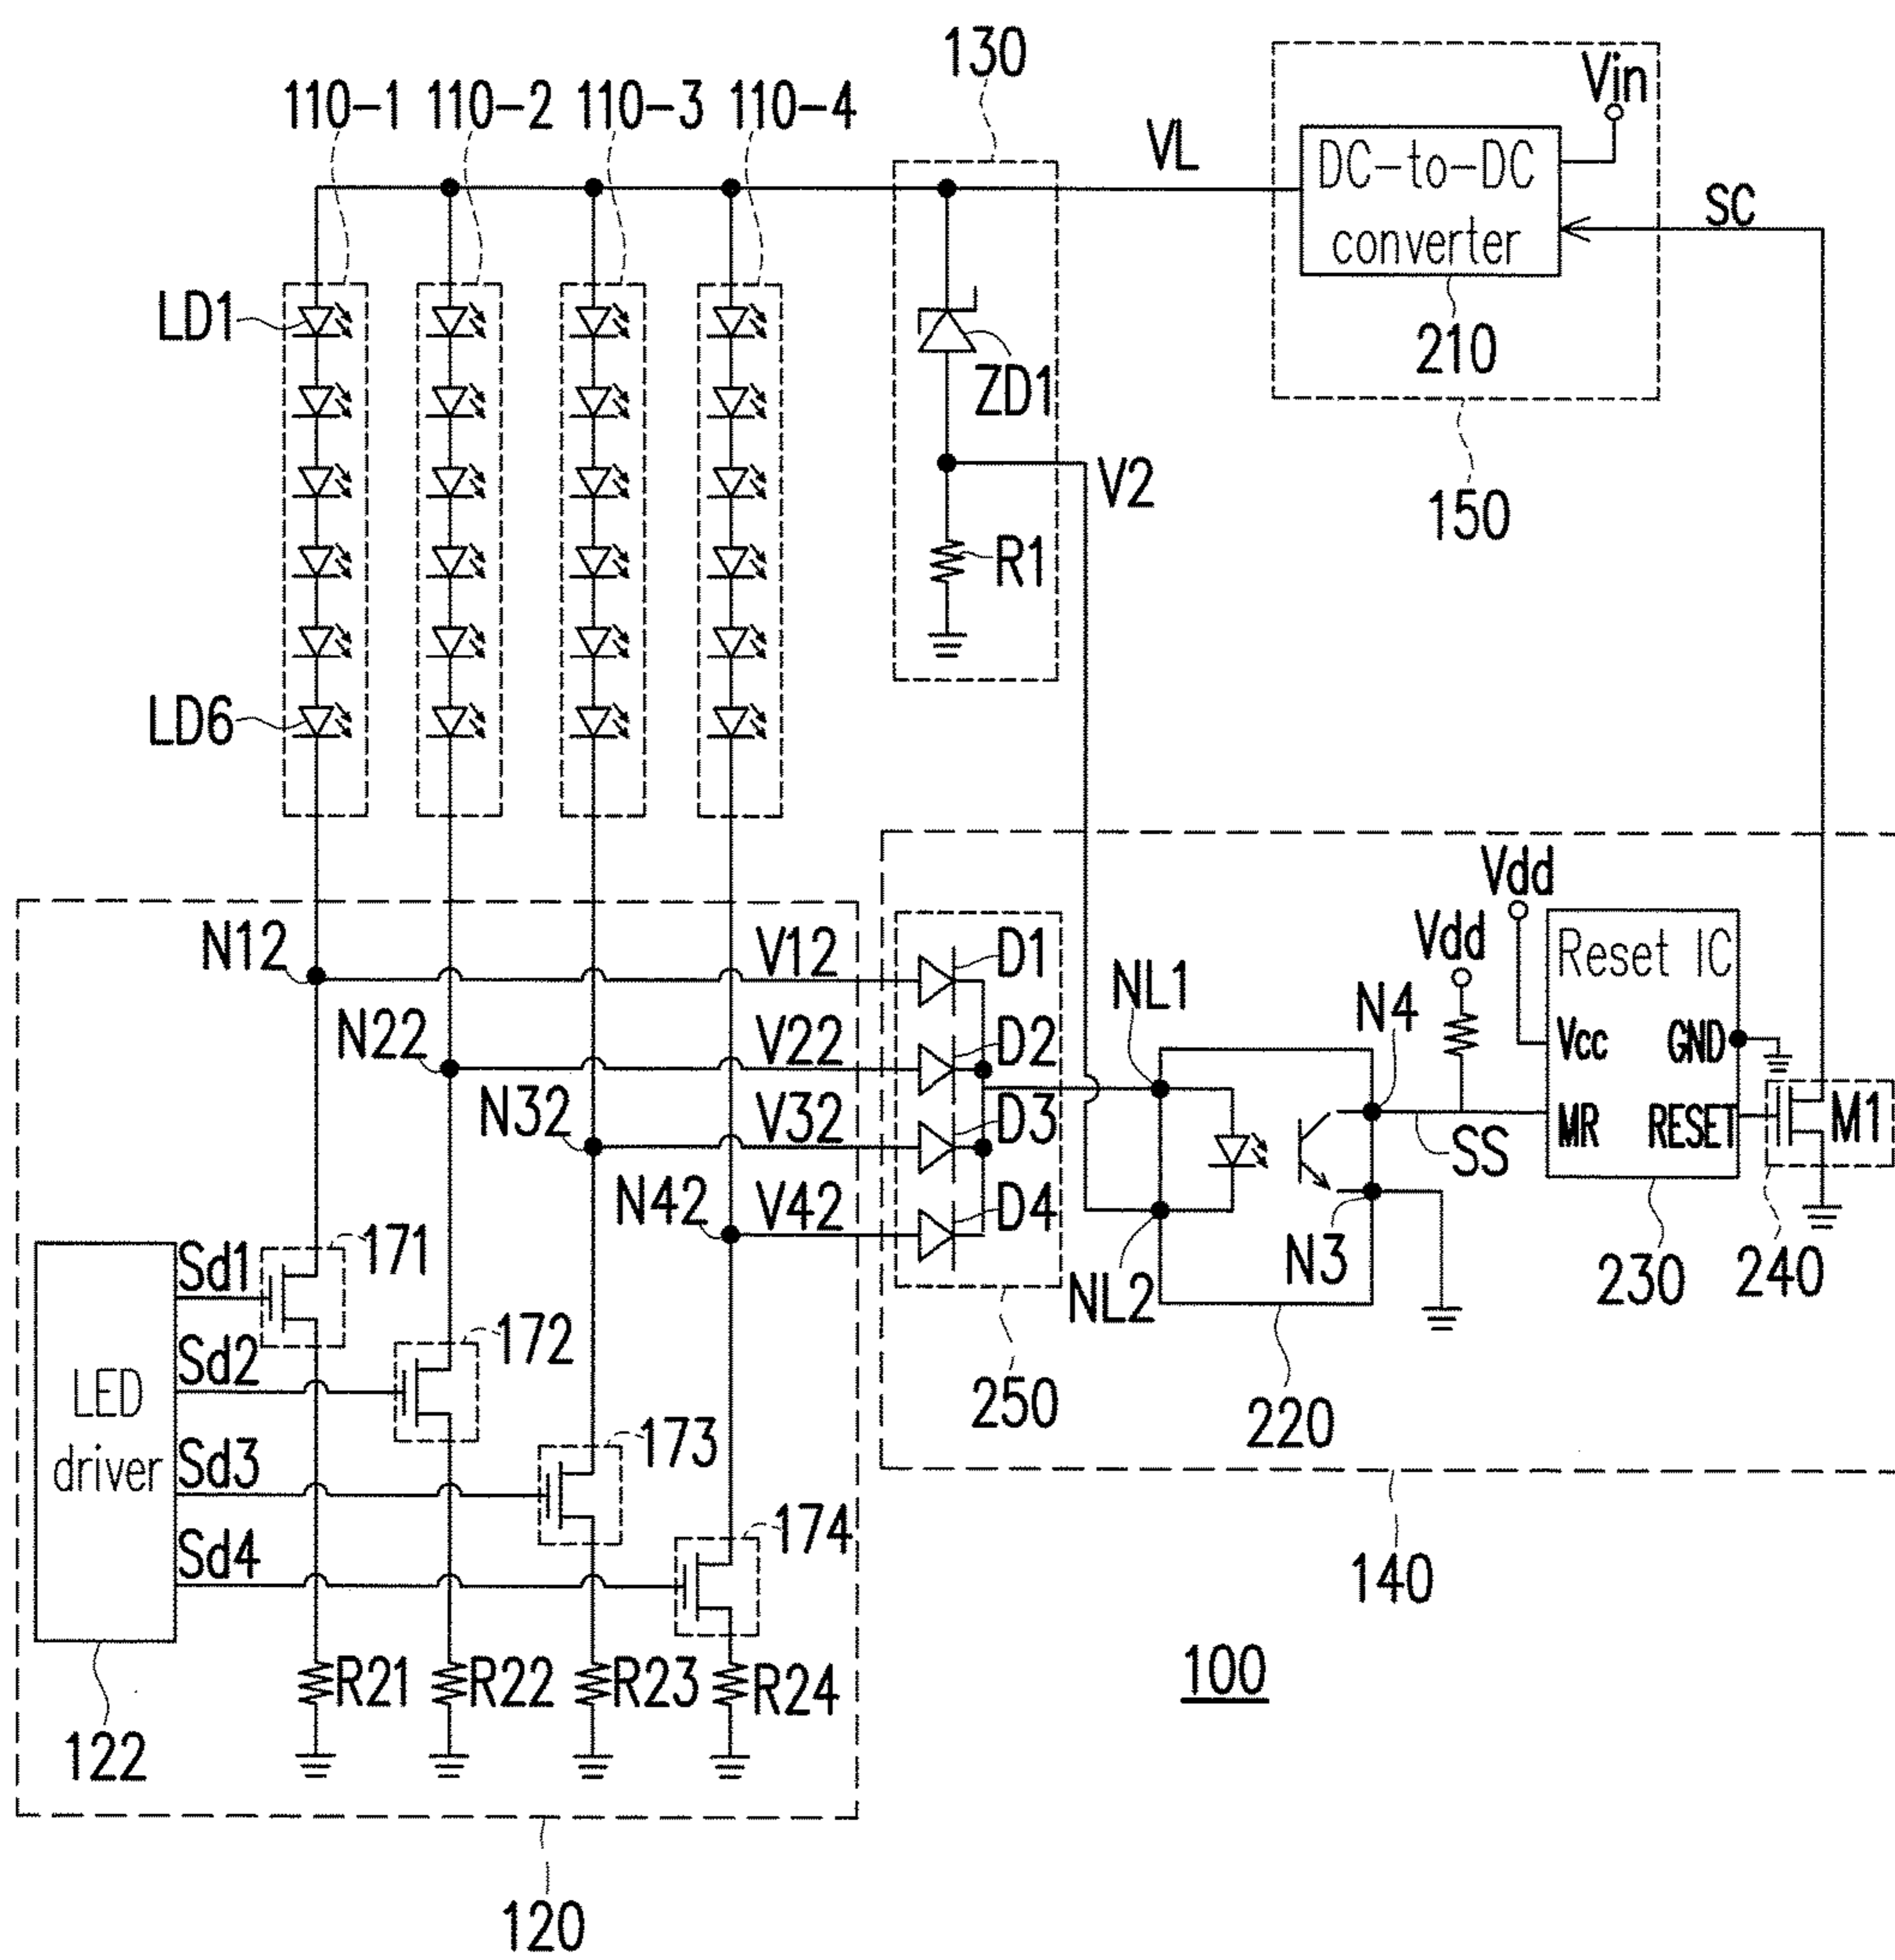 130
110-1 110-2 110-3 110-4
VL
Vin
DC-to-DC
converter
SC
LD1
210
ZD1
V2
150
R1
LD6
Vdd
Vdd
Reset IC
N12
V12
D1
NL1
N4
N22
V22
D2
Vcc
GND
N32
V32
D3
MR
RESET
M1
SS
N42
V42
D4
N3
NL2
230
240
Sd1
171
Sd2
172
LED
driver
250
220
Sd3
173
Sd4
174
140
R21
R22
R23
R24
100
122
120